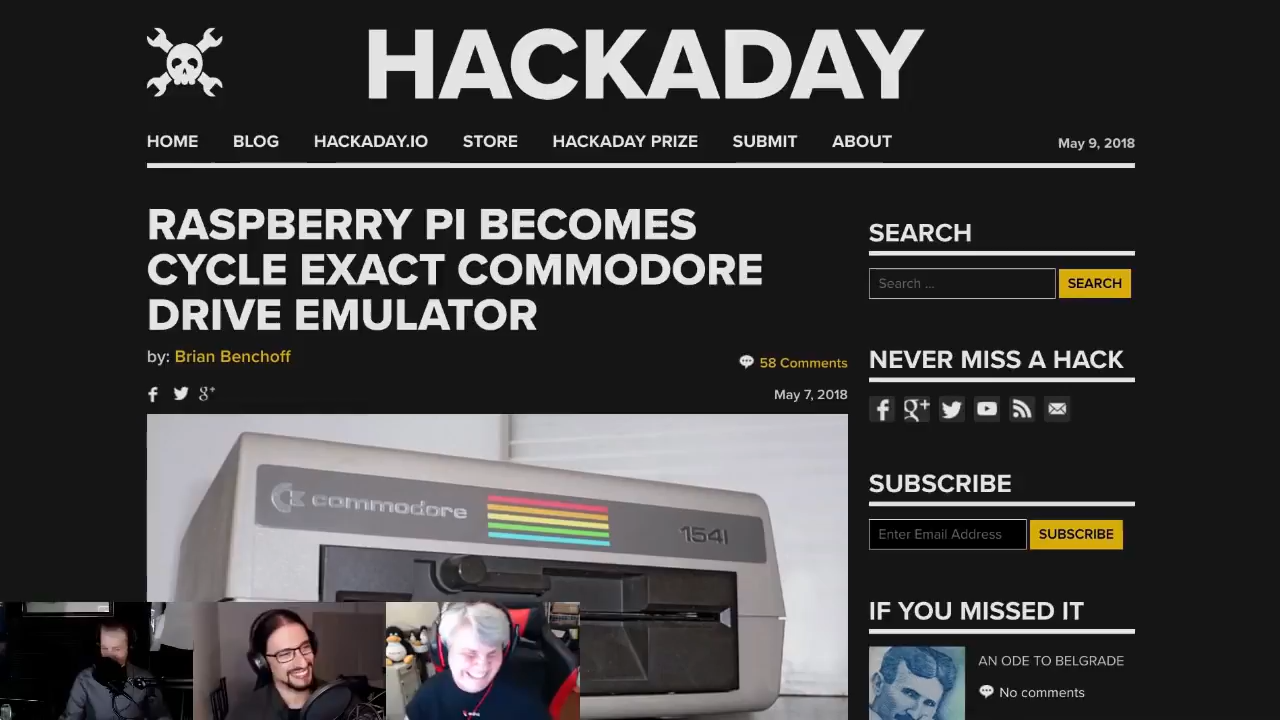 HACKADAY
HOME BLOG HACKADAY.IO STORE HACKADAY PRIZE SUBMIT ABOUT
May 9, 2018
RASPBERRY PI BECOMES
CYCLE EXACT COMMODORE
DRIVE EMULATOR
by: Brian Benchoff
58 Comments
May 7, 2018
commodore
1541
SEARCH
Search ...
SEARCH
NEVER MISS A HACK
SUBSCRIBE
Enter Email Address
SUBSCRIBE
IF YOU MISSED IT
AN ODE TO BELGRADE
No comments